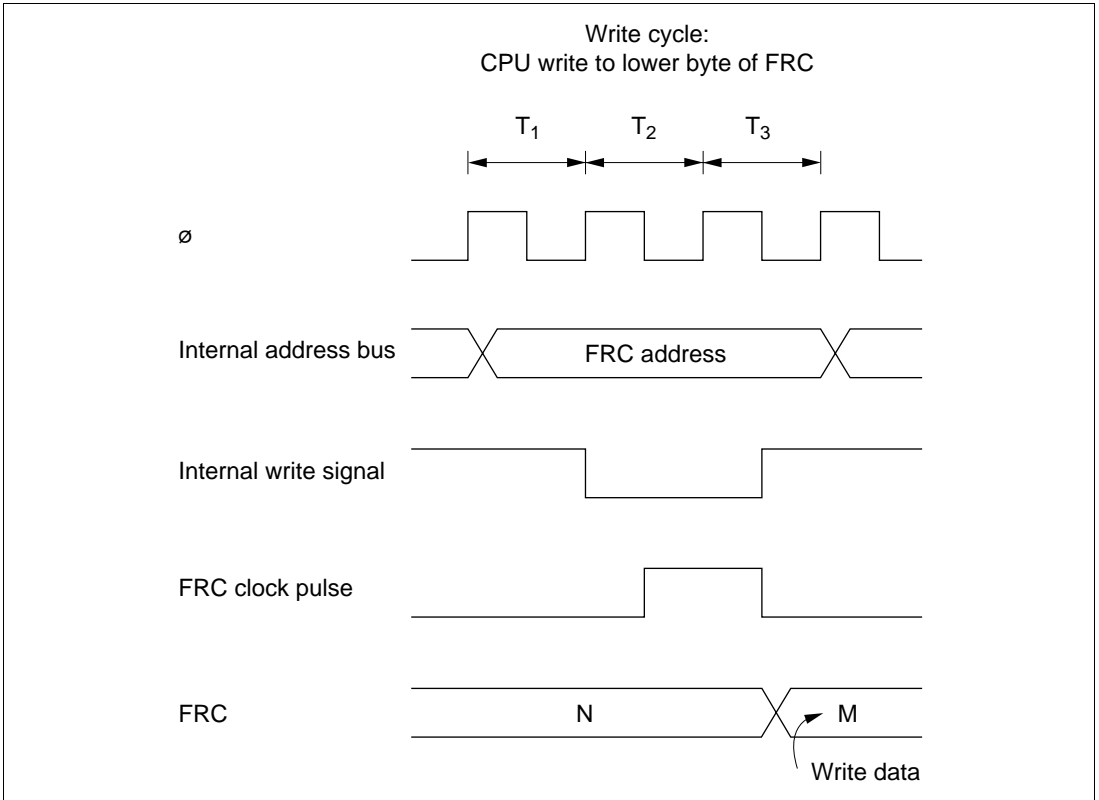 Write cycle:
CPU write to lower byte of FRC
T1 T2 T3
ø
Internal address bus
FRC address
Internal write signal
FRC clock pulse
FRC
N
M
Write data